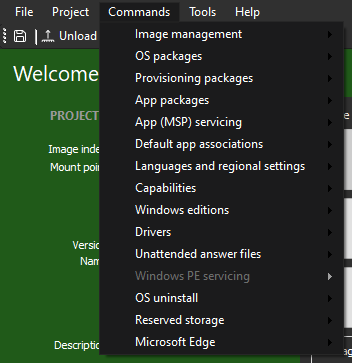 File Project Commands Tools Help
Unload
Welcome
PROJECT
Image inde
Mount poin
Versio
Nam
Descriptio
Image management
OS packages
Provisioning packages
App packages
App (MSP) servicing
Default app associations
Languages and regional settings
Capabilities
Windows editions
Drivers
Unattended answer files
Windows PE servicing
OS uninstall
Reserved storage
Microsoft Edge